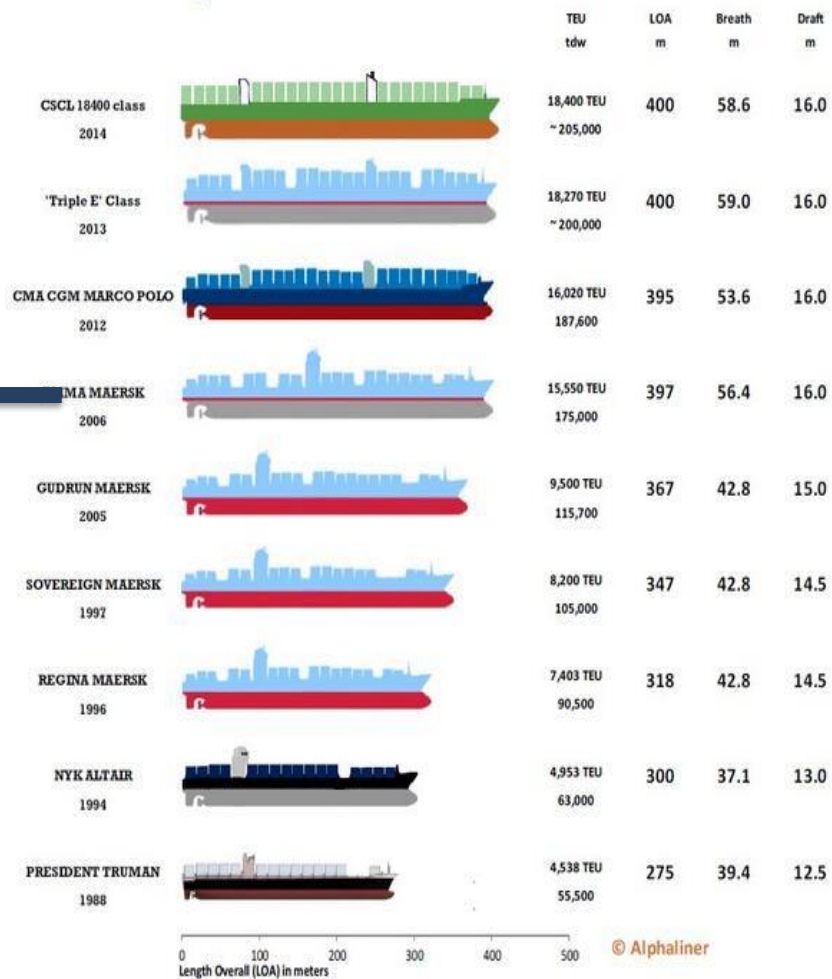 TEU LOA Breath Draft
tdw m m m
CSCL 18400 class 18,400 TEU 400 58.6 16.0
2014 ~ 205,000
'Triple E' Class 18,270 TEU 400 59.0 16.0
2013 ~ 200,000
CMA CGM MARCO POLO 16,020 TEU 395 53.6 16.0
2012 187,600
MAERSK 15,550 TEU 397 56.4 16.0
2006 175,000
GUDRUN MAERSK 9,500 TEU 367 42.8 15.0
2005 115,700
SOVEREIGN MAERSK 8,200 TEU 347 42.8 14.5
1997 105,000
REGINA MAERSK 7,403 TEU 318 42.8 14.5
1996 90,500
NYK ALTAIR 4,953 TEU 300 37.1 13.0
1994 63,000
PRESIDENT TRUMAN 4,538 TEU 275 39.4 12.5
1988 55,500
0 100 200 300 400 500
Length Overall (LOA) in meters
© Alphaliner